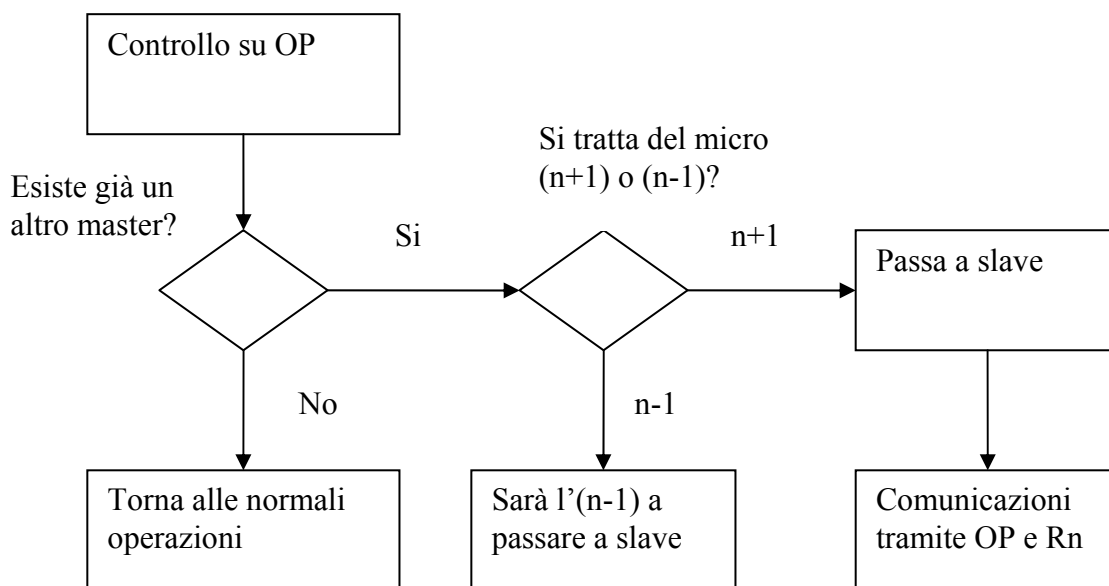 Controllo su OP
Si tratta del micro
(n+1) o (n-1)?
Esiste già un
altro master?
Si
n+1
Passa a slave
No
n-1
Torna alle normali
operazioni
Sarà l’(n-1) a
passare a slave
Comunicazioni
tramite OP e Rn